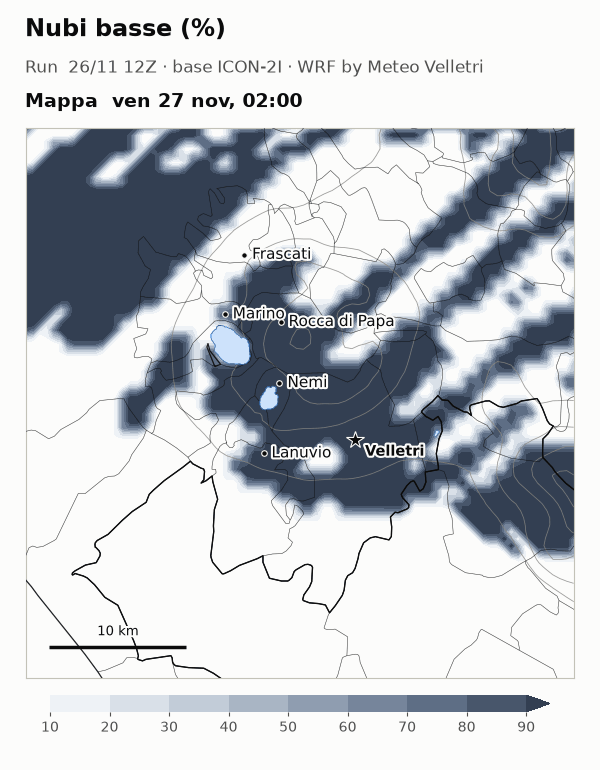 Nubi basse (%)
Run  26/11 12Z · base ICON-2I · WRF by Meteo Velletri
Mappa  ven 27 nov, 02:00
Frascati
Marino
Rocca di Papa
Nemi
Velletri
Lanuvio
10 km
10 20 30 40 50 60 70 80 90